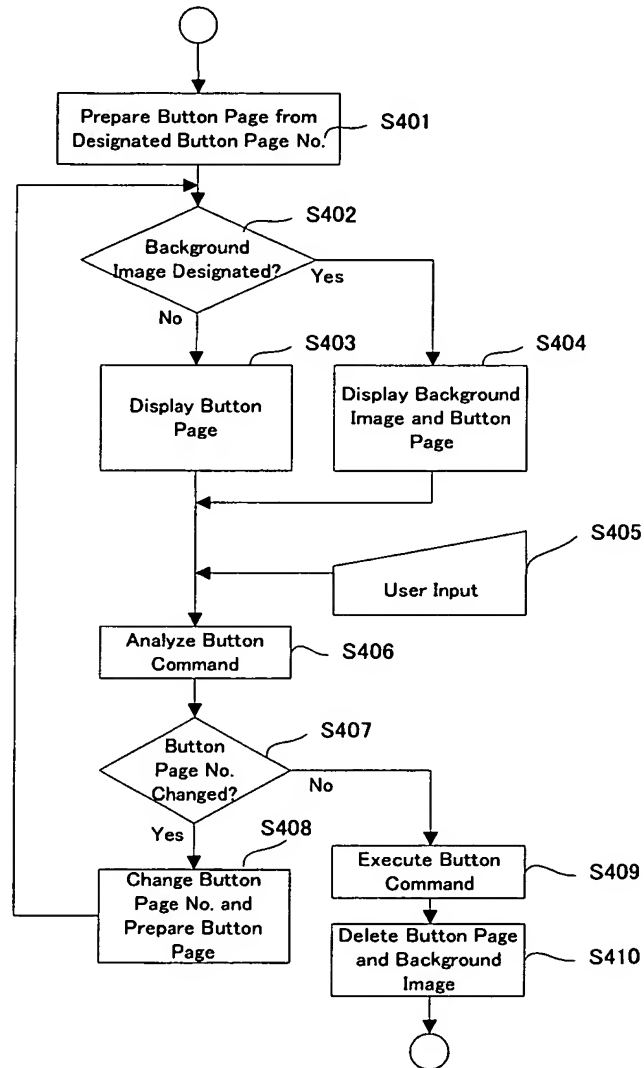 Prepare Button Page from
Designated Button Page No.
S401
S402
Background
Image Designated?
Yes
No
S403
S404
Display Button
Page
Display Background
Image and Button
Page
S405
User Input
Analyze Button
Command
S406
S407
Button
Page No.
Changed?
No
Yes
S408
Change Button
Page No. and
Prepare Button
Page
Execute Button
Command
S409
Delete Button Page
and Background
Image
S410